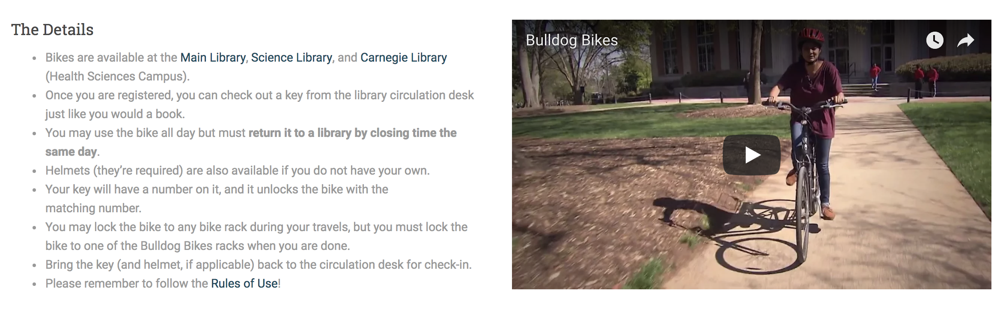 The Details
• Bikes are available at the Main Library, Science Library, and Carnegie Library
(Health Sciences Campus).
• Once you are registered, you can check out a key from the library circulation desk
just like you would a book.
• You may use the bike all day but must return it to a library by closing time the
same day.
• Helmets (they’re required) are also available if you do not have your own.
• Your key will have a number on it, and it unlocks the bike with the
matching number.
• You may lock the bike to any bike rack during your travels, but you must lock the
bike to one of the Bulldog Bikes racks when you are done.
• Bring the key (and helmet, if applicable) back to the circulation desk for check-in.
• Please remember to follow the Rules of Use!
Bulldog Bikes